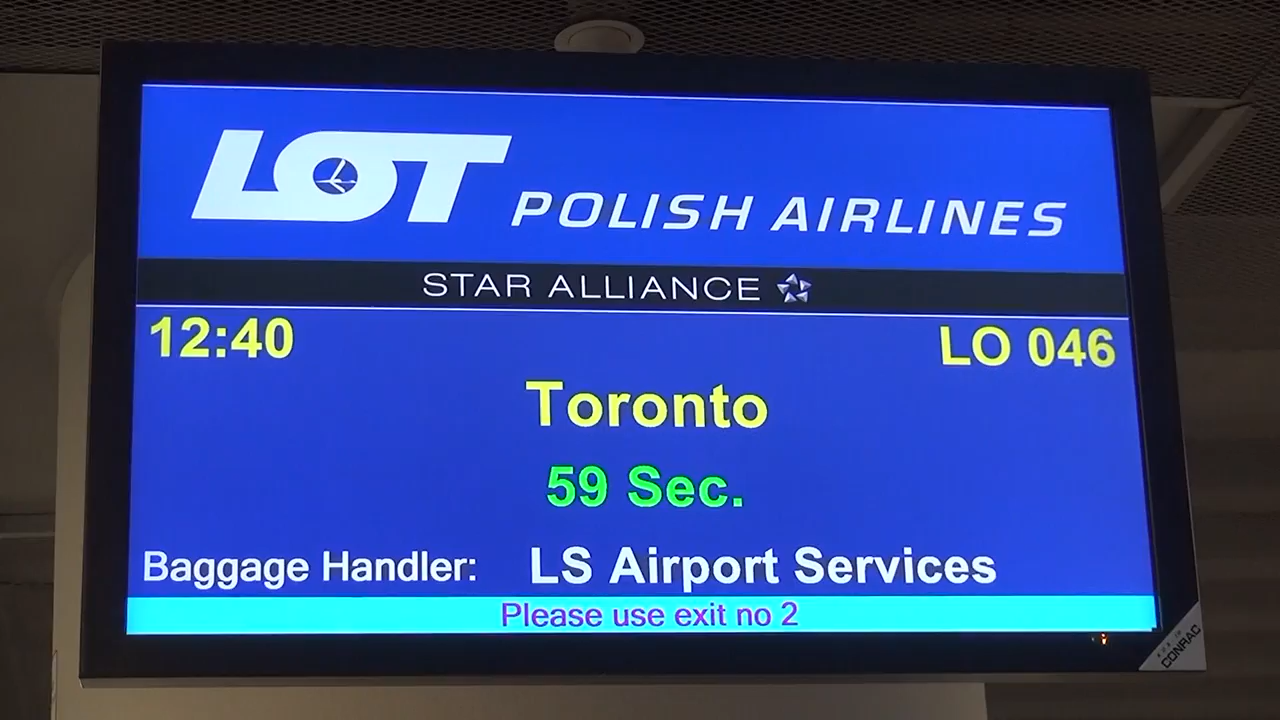 LOT POLISH AIRLINES
STAR ALLIANCE
12:40 LO 046
Toronto
59 Sec.
Baggage Handler: LS Airport Services
Please use exit no 2
CONRAC